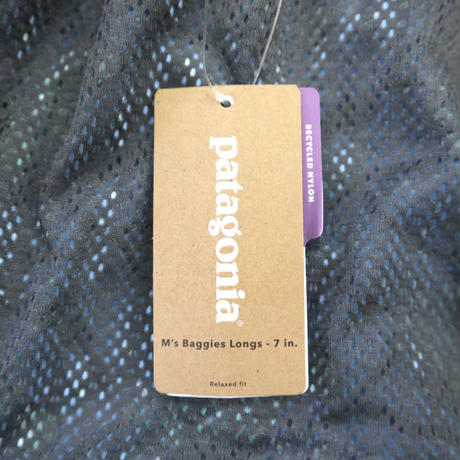 patagonia®
RECYCLED NYLON
M's Baggies Longs - 7 in.
Relaxed fit